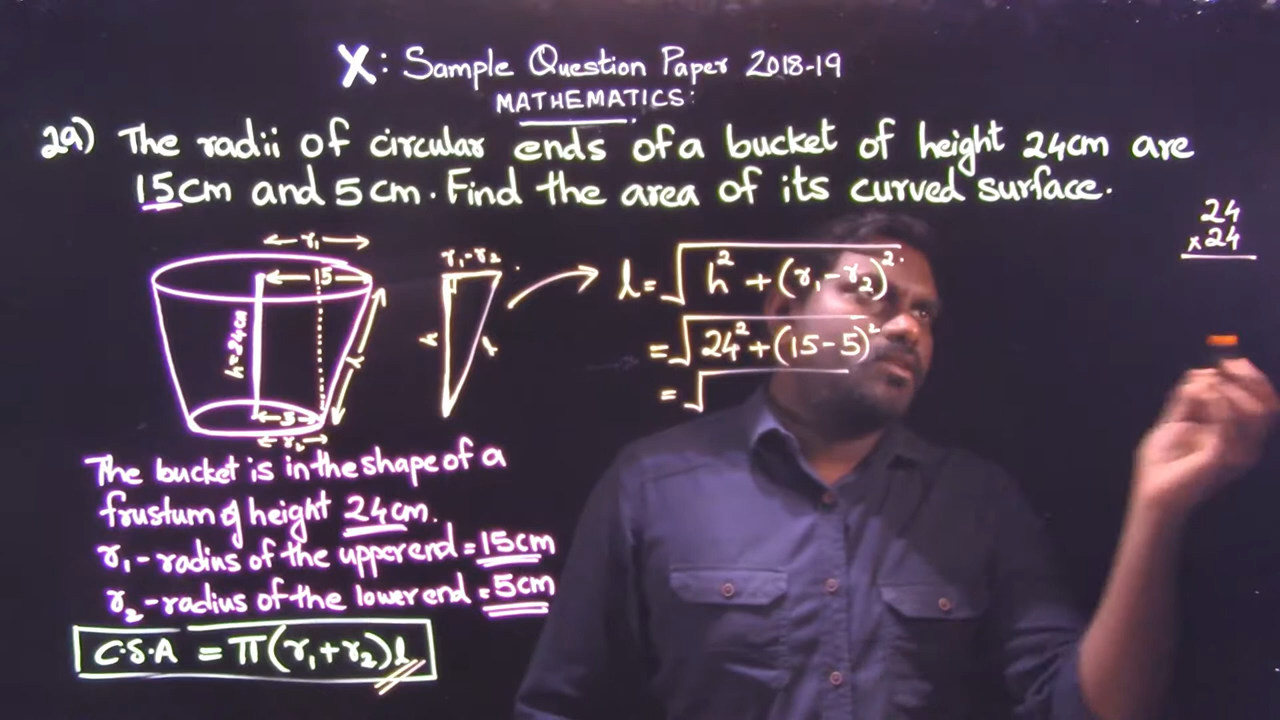 X: Sample Question Paper 2018-19
MATHEMATICS:
29) The radii of circular ends of a bucket of height 24cm are
15cm and 5cm. Find the area of its curved surface.
24
×24
r₁
15
h=24cm
l
5
r₂
r₁-r₂
h
l
l = √h² + (r₁-r₂)²
= √24² + (15-5)²
= √
The bucket is in the shape of a
frustum of height 24cm.
r₁ - radius of the upper end = 15cm
r₂ - radius of the lower end = 5cm
C.S.A = π(r₁+r₂)l